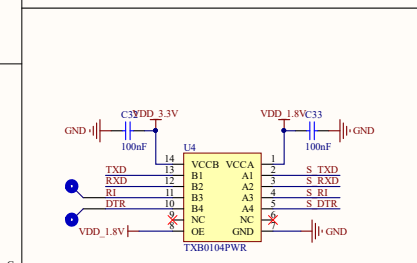 C32 VDD_3.3V VDD_1.8V C33
GND GND
100nF 100nF
U4
14 VCCB VCCA 1
TXD 13 B1 A1 2 S_TXD
RXD 12 B2 A2 3 S_RXD
RI 11 B3 A3 4 S_RI
DTR 10 B4 A4 5 S_DTR
9 NC NC 6
VDD_1.8V 8 OE GND 7 GND
TXB0104PWR